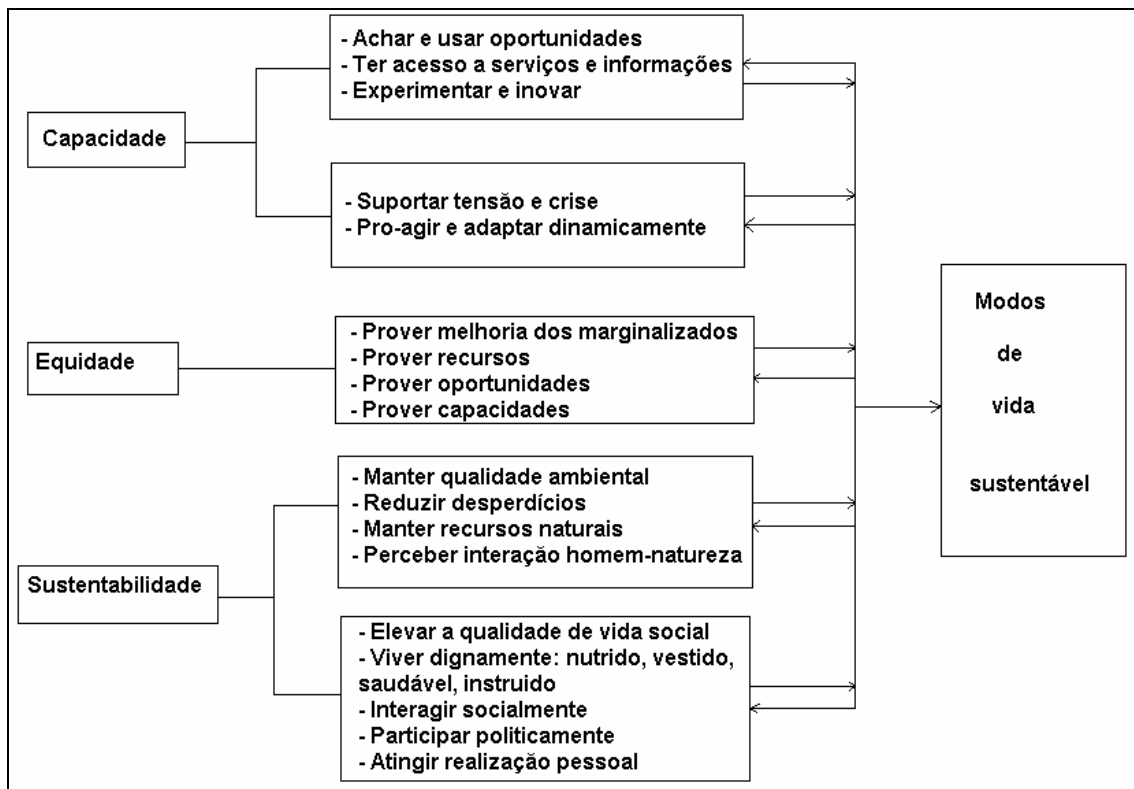 - Achar e usar oportunidades
- Ter acesso a serviços e informações
- Experimentar e inovar
Capacidade
- Suportar tensão e crise
- Pro-agir e adaptar dinamicamente
- Prover melhoria dos marginalizados
- Prover recursos
- Prover oportunidades
- Prover capacidades
Equidade
- Manter qualidade ambiental
- Reduzir desperdícios
- Manter recursos naturais
- Perceber interação homem-natureza
Sustentabilidade
- Elevar a qualidade de vida social
- Viver dignamente: nutrido, vestido,
saudável, instruido
- Interagir socialmente
- Participar politicamente
- Atingir realização pessoal
Modos
de
vida
sustentável